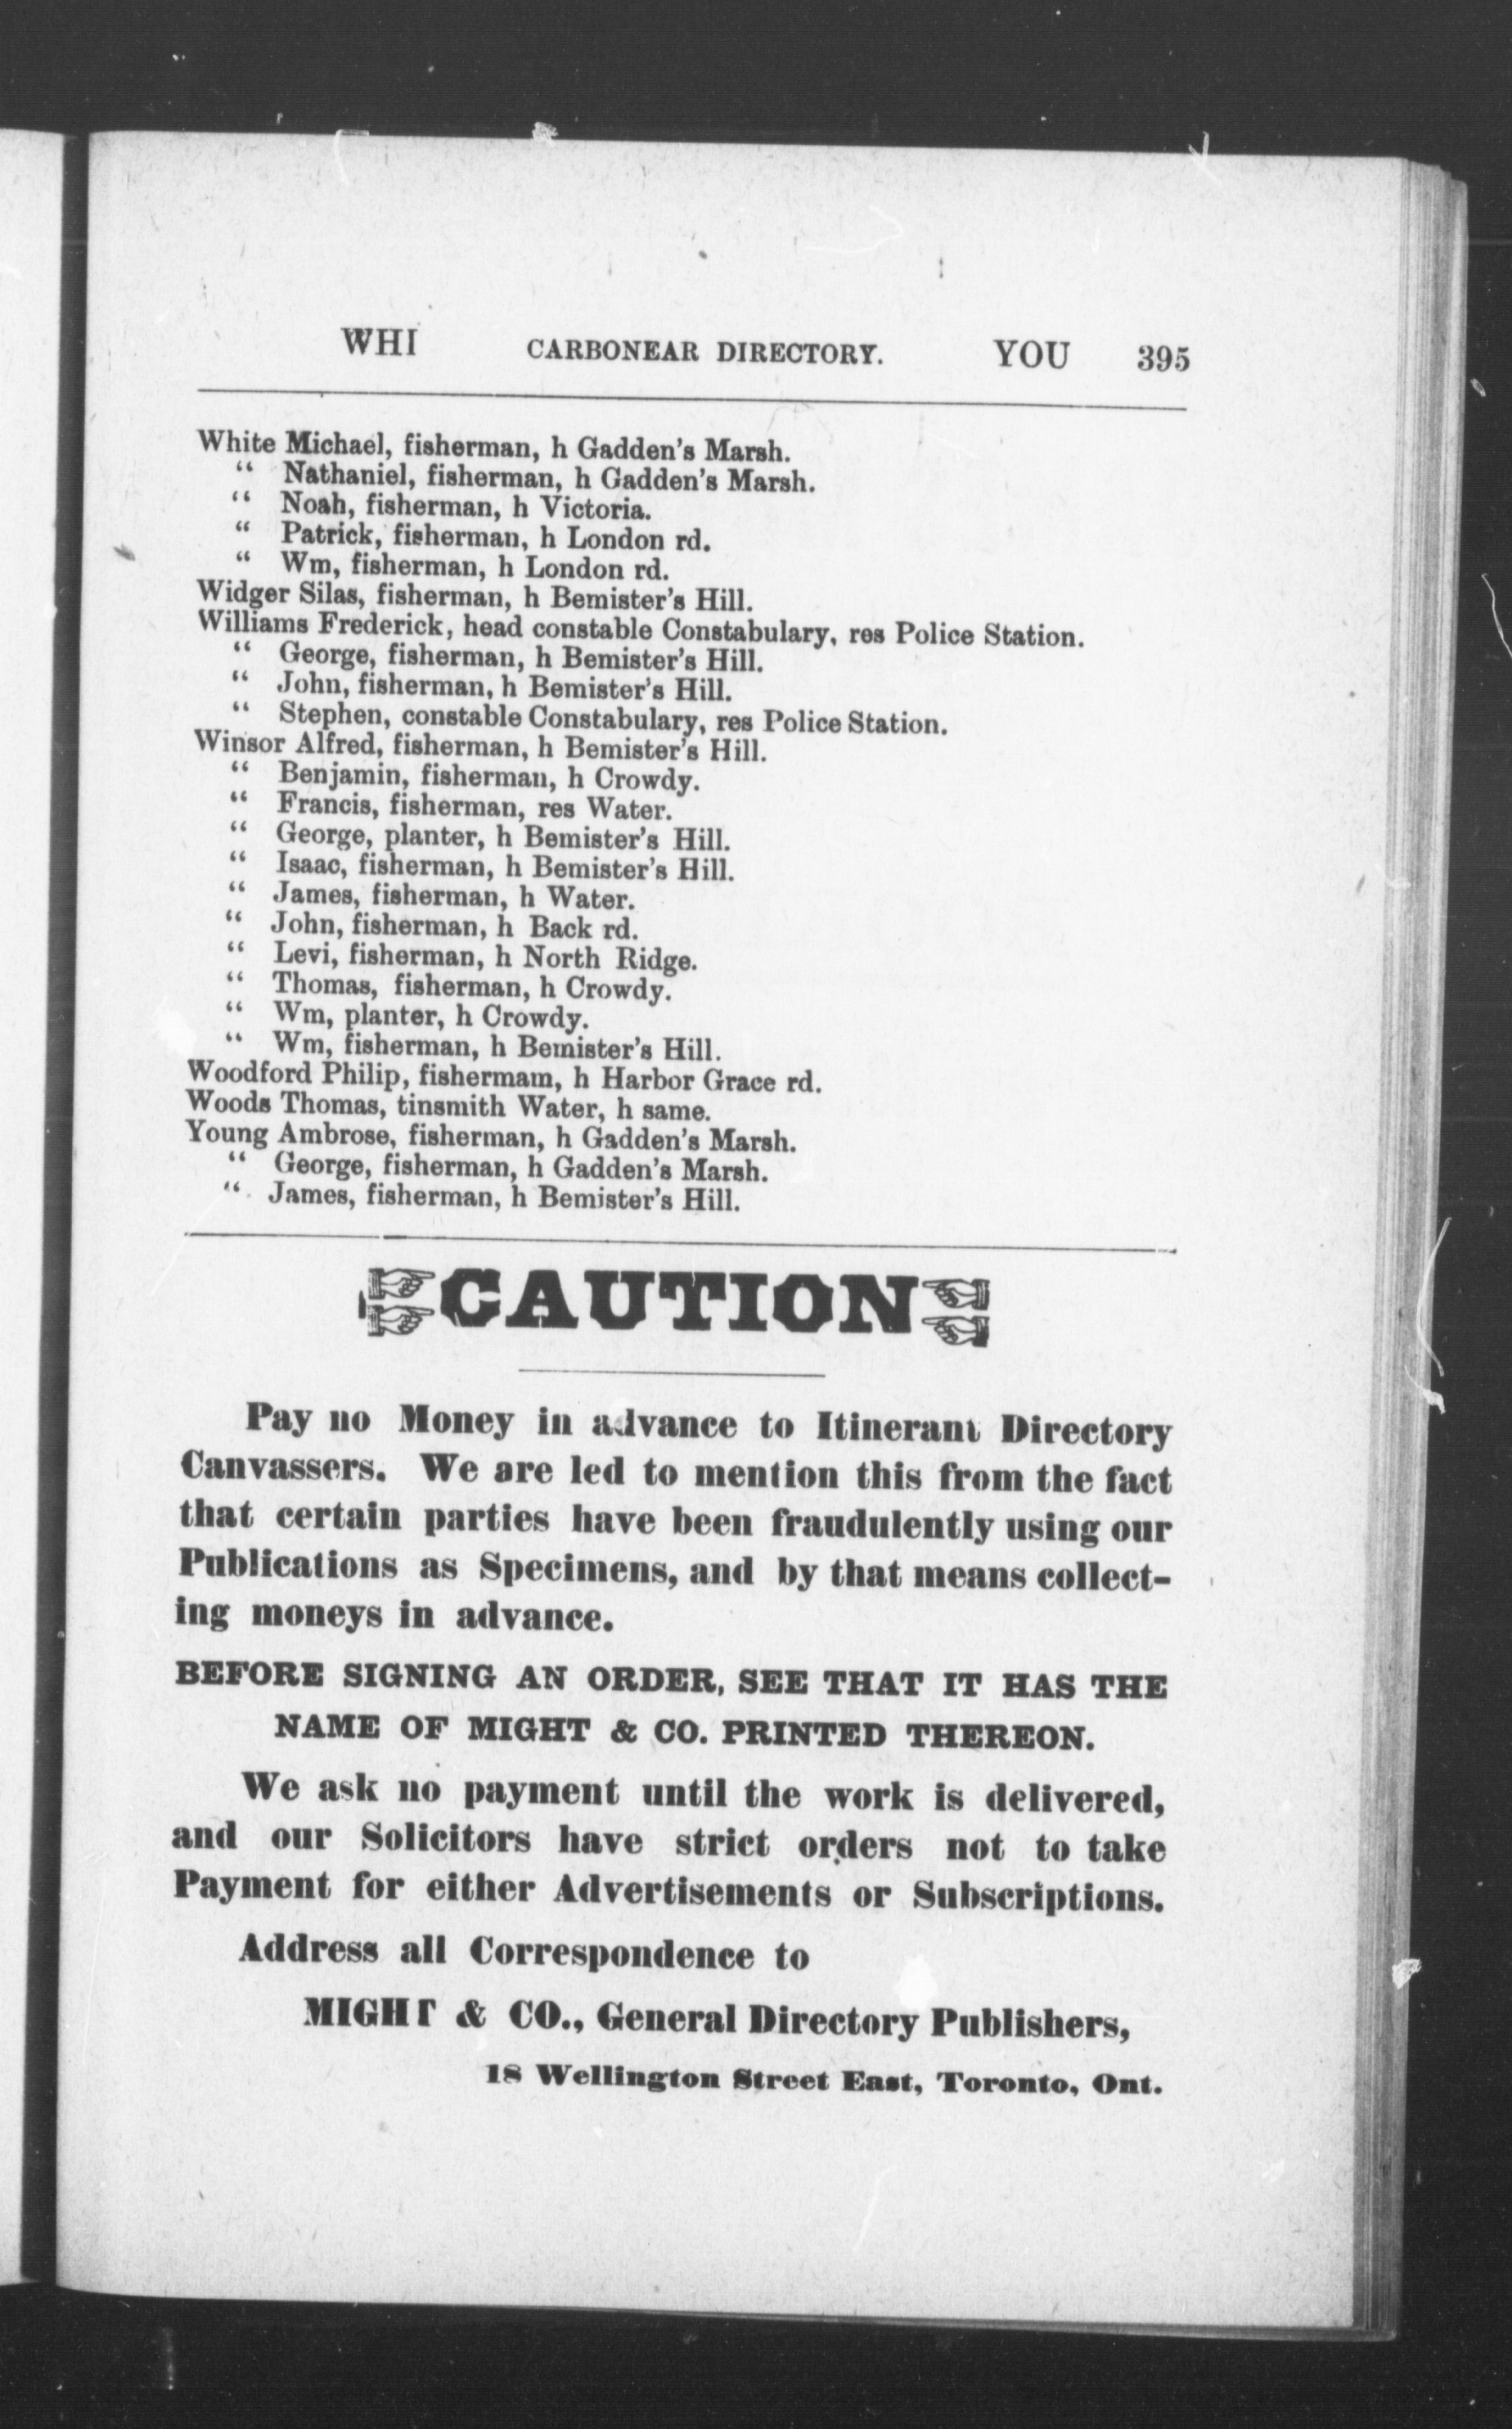 WHI CARBONEAR DIRECTORY. YOU 395
White Michael, fisherman, h Gadden's Marsh.
“ Nathaniel, fisherman, h Gadden's Marsh.
“ Noah, fisherman, h Victoria.
“ Patrick, fisherman, h London rd.
“ Wm, fisherman, h London rd.
Widger Silas, fisherman, h Bemister's Hill.
Williams Frederick, head constable Constabulary, res Police Station.
“ George, fisherman, h Bemister's Hill.
“ John, fisherman, h Bemister's Hill.
“ Stephen, constable Constabulary, res Police Station.
Winsor Alfred, fisherman, h Bemister's Hill.
“ Benjamin, fisherman, h Crowdy.
“ Francis, fisherman, res Water.
“ George, planter, h Bemister's Hill.
“ Isaac, fisherman, h Bemister's Hill.
“ James, fisherman, h Water.
“ John, fisherman, h Back rd.
“ Levi, fisherman, h North Ridge.
“ Thomas, fisherman, h Crowdy.
“ Wm, planter, h Crowdy.
“ Wm, fisherman, h Bemister's Hill.
Woodford Philip, fishermam, h Harbor Grace rd.
Woods Thomas, tinsmith Water, h same.
Young Ambrose, fisherman, h Gadden's Marsh.
“ George, fisherman, h Gadden's Marsh.
“ James, fisherman, h Bemister's Hill.
CAUTION
Pay no Money in advance to Itinerant Directory
Canvassers. We are led to mention this from the fact
that certain parties have been fraudulently using our
Publications as Specimens, and by that means collect-
ing moneys in advance.
BEFORE SIGNING AN ORDER, SEE THAT IT HAS THE
NAME OF MIGHT & CO. PRINTED THEREON.
We ask no payment until the work is delivered,
and our Solicitors have strict orders not to take
Payment for either Advertisements or Subscriptions.
Address all Correspondence to
MIGHT & CO., General Directory Publishers,
18 Wellington Street East, Toronto, Ont.